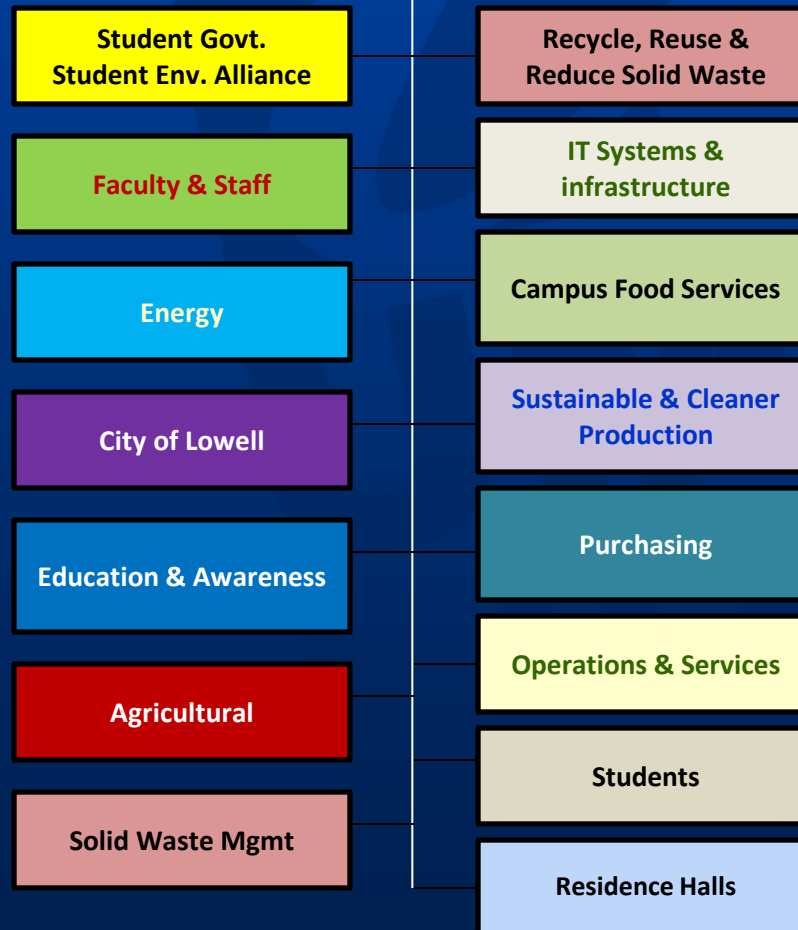 Student Govt.
Student Env. Alliance
Faculty & Staff
Energy
City of Lowell
Education & Awareness
Agricultural
Solid Waste Mgmt
Recycle, Reuse &
Reduce Solid Waste
IT Systems &
infrastructure
Campus Food Services
Sustainable & Cleaner
Production
Purchasing
Operations & Services
Students
Residence Halls